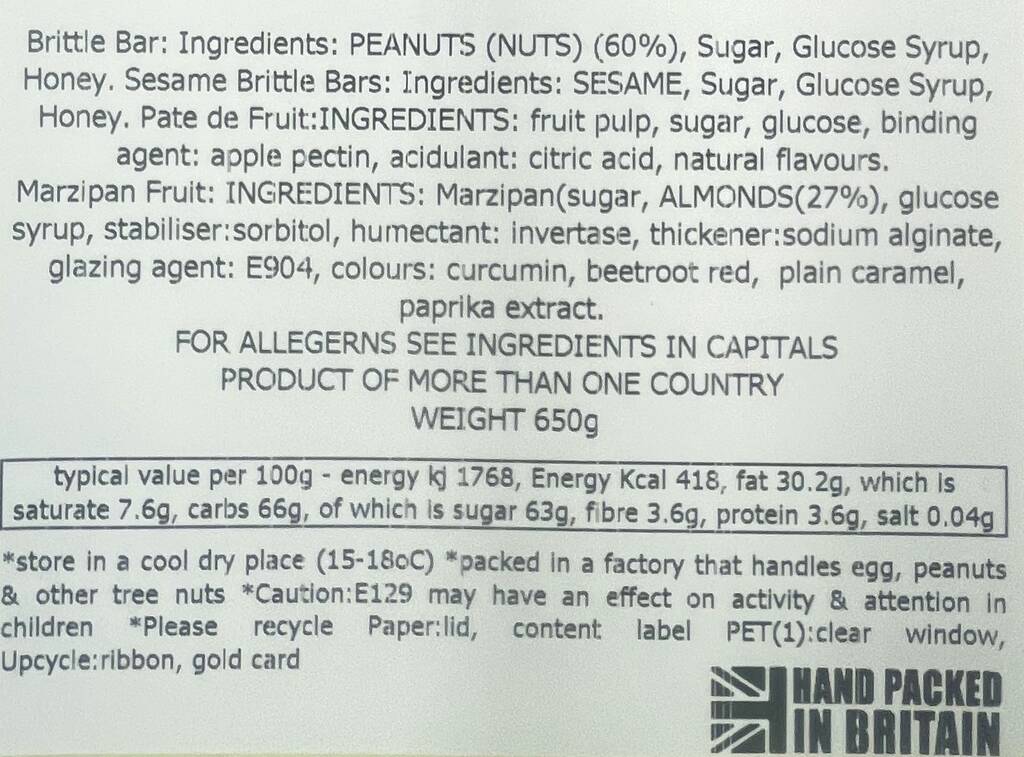 Brittle Bar: Ingredients: PEANUTS (NUTS) (60%), Sugar, Glucose Syrup,
Honey. Sesame Brittle Bars: Ingredients: SESAME, Sugar, Glucose Syrup,
Honey. Pate de Fruit:INGREDIENTS: fruit pulp, sugar, glucose, binding
agent: apple pectin, acidulant: citric acid, natural flavours.
Marzipan Fruit: INGREDIENTS: Marzipan(sugar, ALMONDS(27%), glucose
syrup, stabiliser:sorbitol, humectant: invertase, thickener:sodium alginate,
glazing agent: E904, colours: curcumin, beetroot red, plain caramel,
paprika extract.
FOR ALLEGERNS SEE INGREDIENTS IN CAPITALS
PRODUCT OF MORE THAN ONE COUNTRY
WEIGHT 650g
typical value per 100g - energy kj 1768, Energy Kcal 418, fat 30.2g, which is
saturate 7.6g, carbs 66g, of which is sugar 63g, fibre 3.6g, protein 3.6g, salt 0.04g
*store in a cool dry place (15-18oC) *packed in a factory that handles egg, peanuts
& other tree nuts *Caution:E129 may have an effect on activity & attention in
children *Please recycle Paper:lid, content label PET(1):clear window,
Upcycle:ribbon, gold card
HAND PACKED
IN BRITAIN